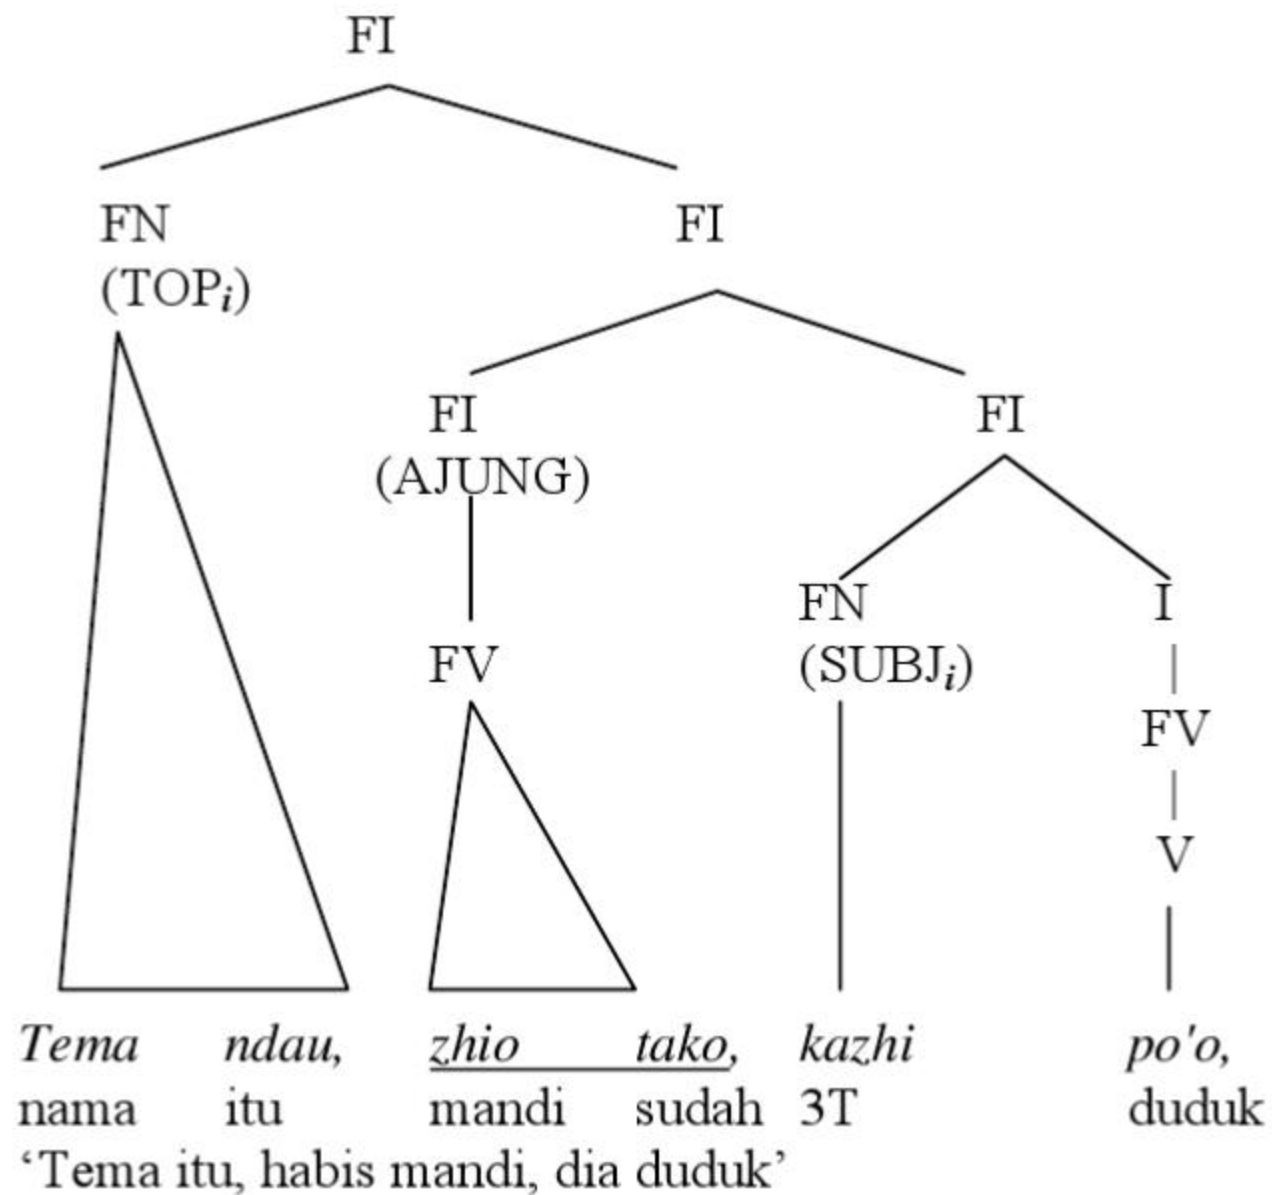 FI
FN FI
(TOPi)
FI FI
(AJUNG)
FN I
(SUBJi)
FV
FV
V
Tema ndau, zhio tako, kazhi po'o,
nama itu mandi sudah 3T duduk
‘Tema itu, habis mandi, dia duduk’